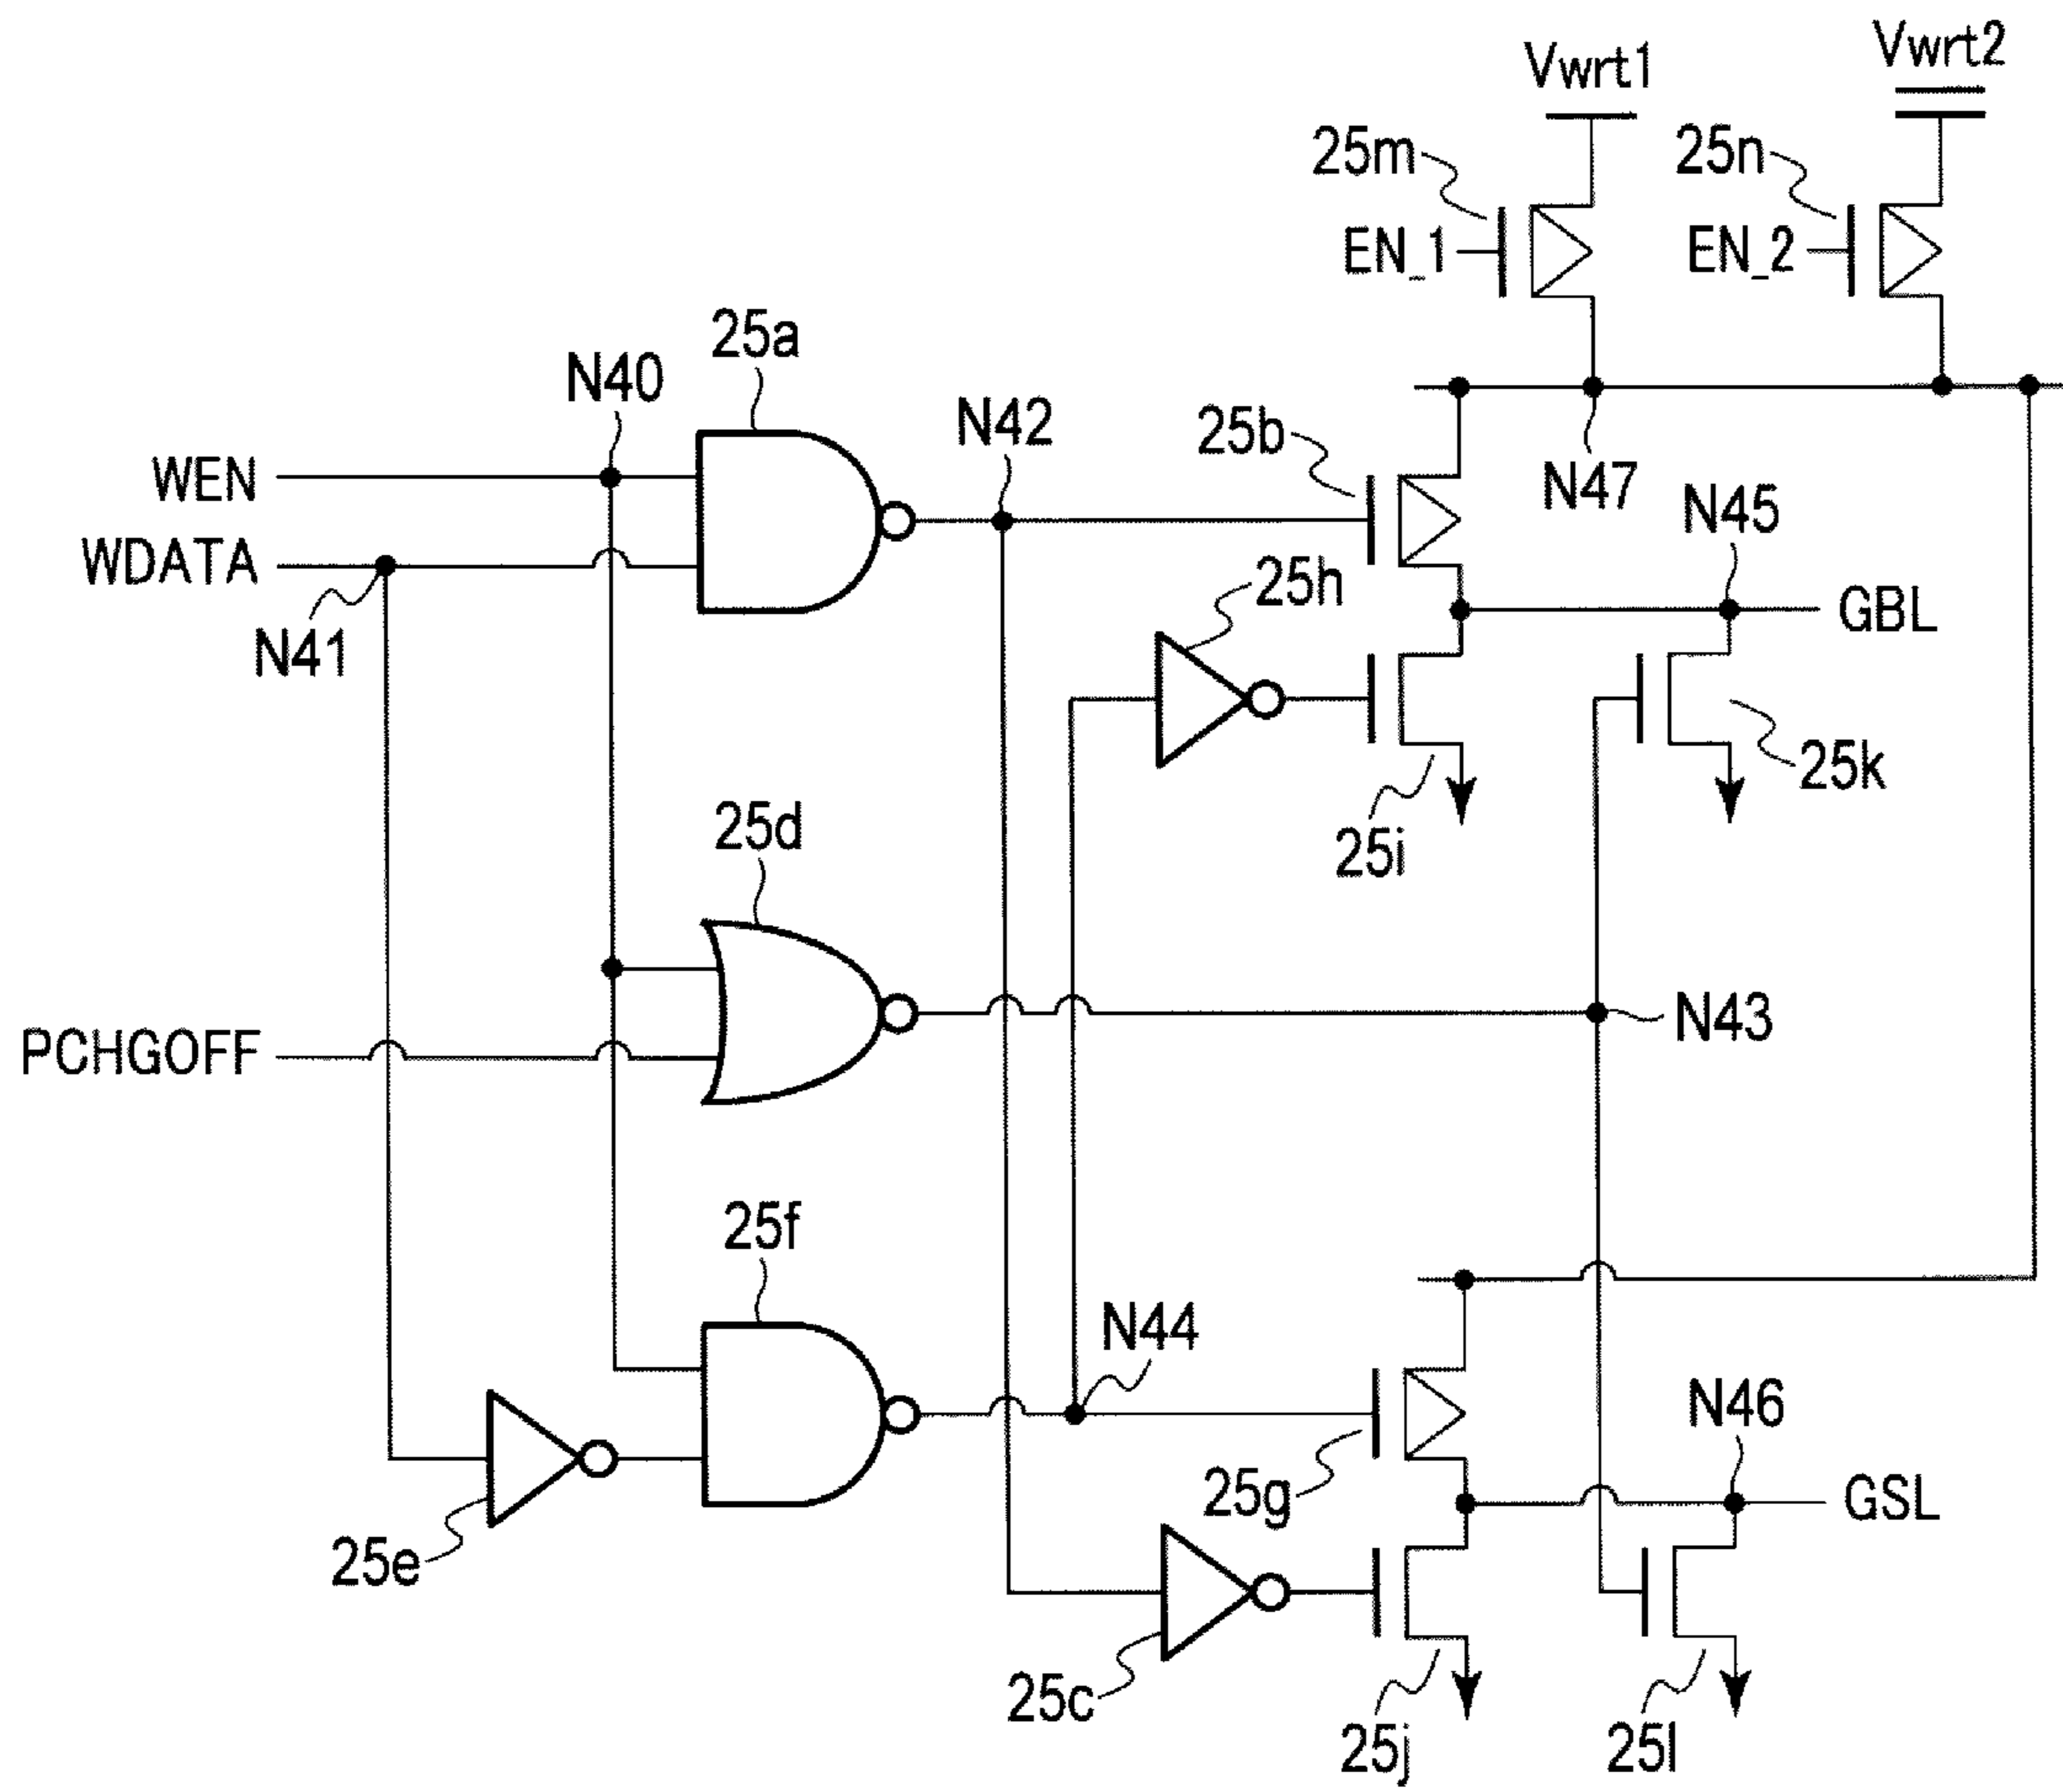 Vwrt1
Vwrt2
25m
25n
EN_1
EN_2
25a
N40
N42
25b
N47
N45
WEN
WDATA
N41
25h
GBL
25k
25i
25d
N43
PCHGOFF
25f
N44
N46
25g
GSL
25e
25c
25j
25l